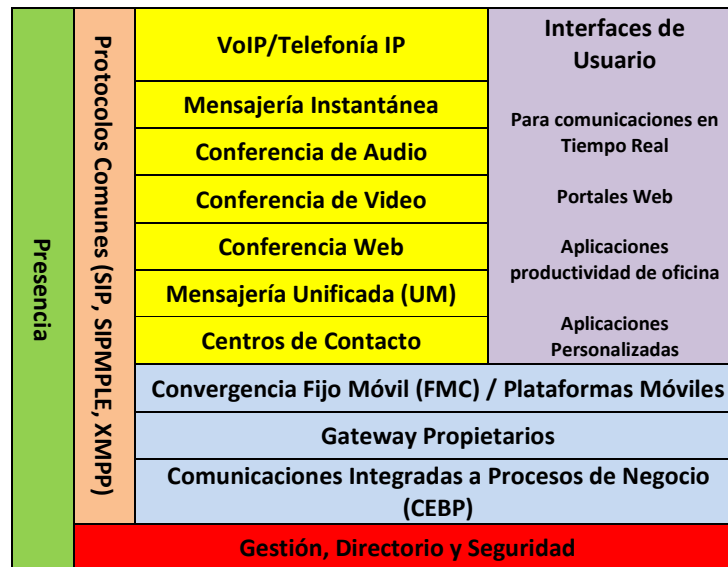 Presencia
Protocolos Comunes (SIP, SIPMPLE, XMPP)
VoIP/Telefonía IP
Mensajería Instantánea
Conferencia de Audio
Conferencia de Video
Conferencia Web
Mensajería Unificada (UM)
Centros de Contacto
Interfaces de
Usuario
Para comunicaciones en
Tiempo Real
Portales Web
Aplicaciones
productividad de oficina
Aplicaciones
Personalizadas
Convergencia Fijo Móvil (FMC) / Plataformas Móviles
Gateway Propietarios
Comunicaciones Integradas a Procesos de Negocio
(CEBP)
Gestión, Directorio y Seguridad